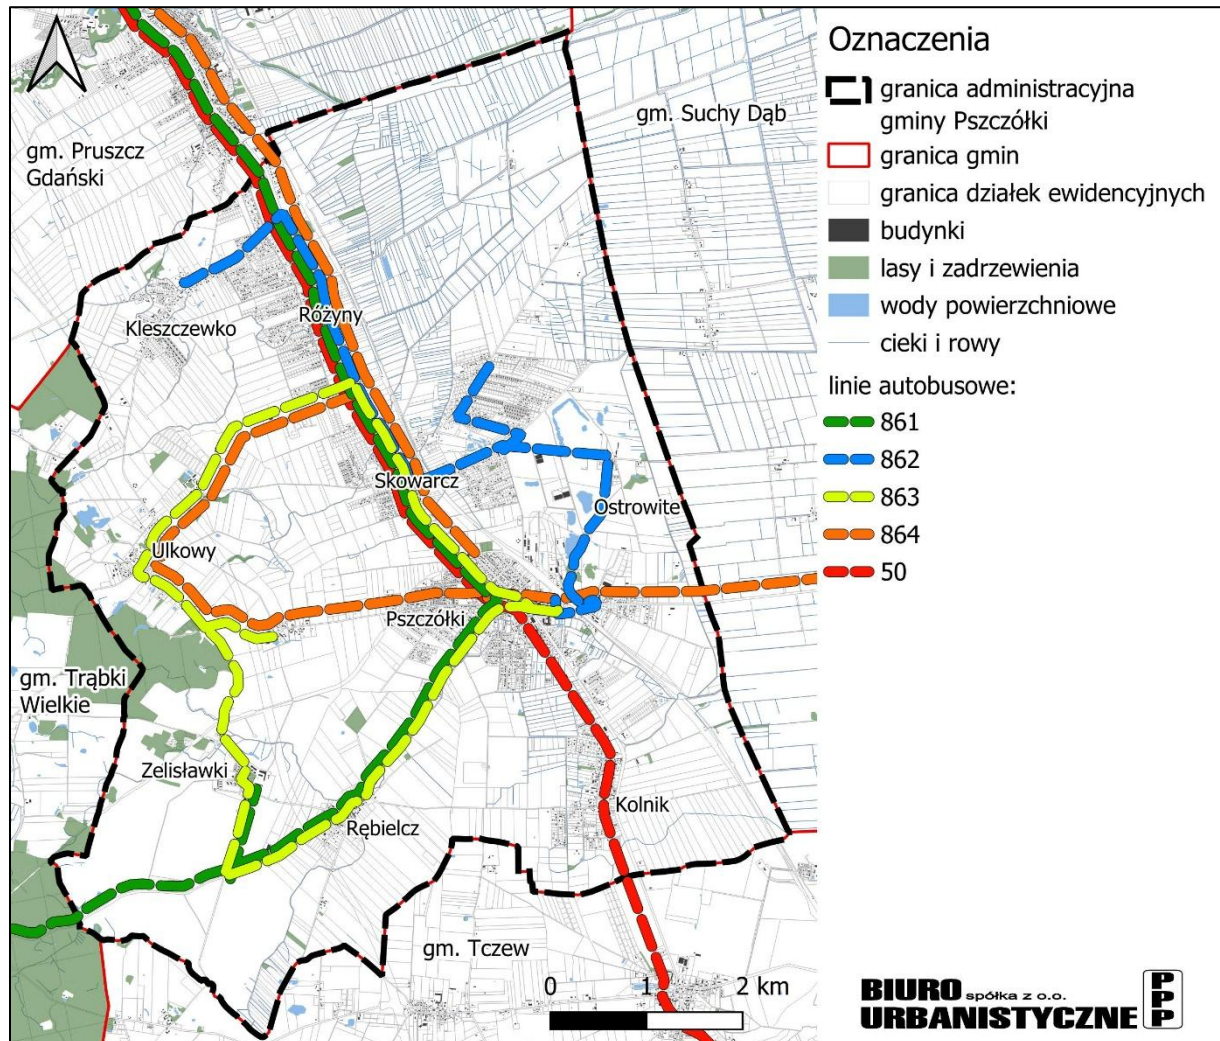 gm. Pruszcz
Gdański
gm. Suchy Dąb
Kleszczewko
Różyny
Skowarcz
Ostrowite
Ulkowy
Pszczółki
gm. Trąbki
Wielkie
Zelisławki
Rębielcz
Kolnik
gm. Tczew
0 1 2 km
Oznaczenia
granica administracyjna
gminy Pszczółki
granica gmin
granica działek ewidencyjnych
budynki
lasy i zadrzewienia
wody powierzchniowe
cieki i rowy
linie autobusowe:
861
862
863
864
50
BIURO spółka z o.o.
URBANISTYCZNE
PPP